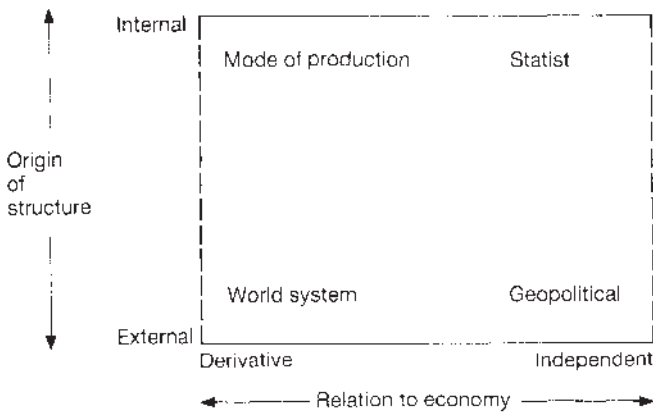 Internal
Mode of production Statist
Origin
of
structure
World system Geopolitical
External
Derivative Independent
Relation to economy